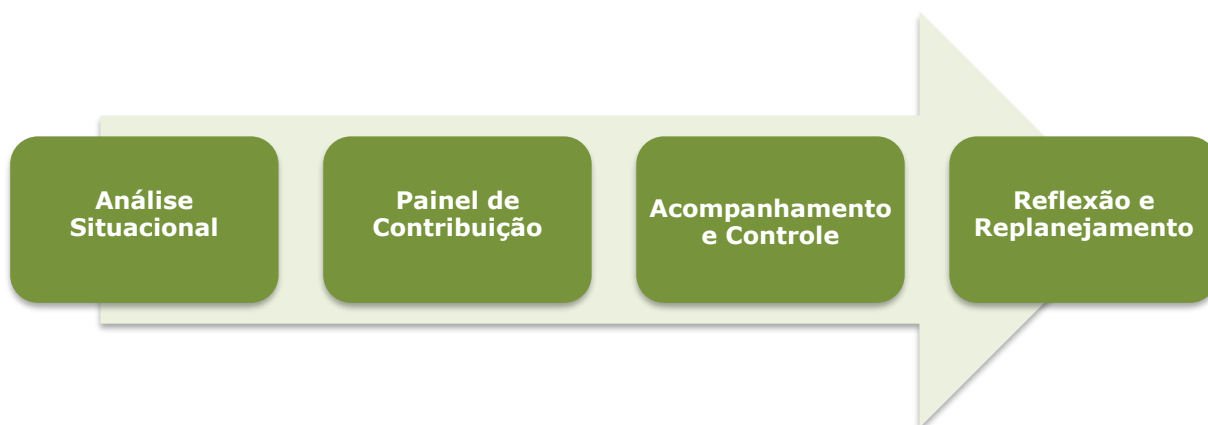 Análise
Situacional
Painel de
Contribuição
Acompanhamento
e Controle
Reflexão e
Replanejamento